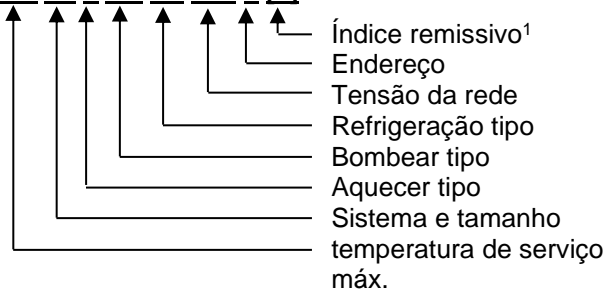 Índice remissivo¹
Endereço
Tensão da rede
Refrigeração tipo
Bombear tipo
Aquecer tipo
Sistema e tamanho
temperatura de serviço
máx.